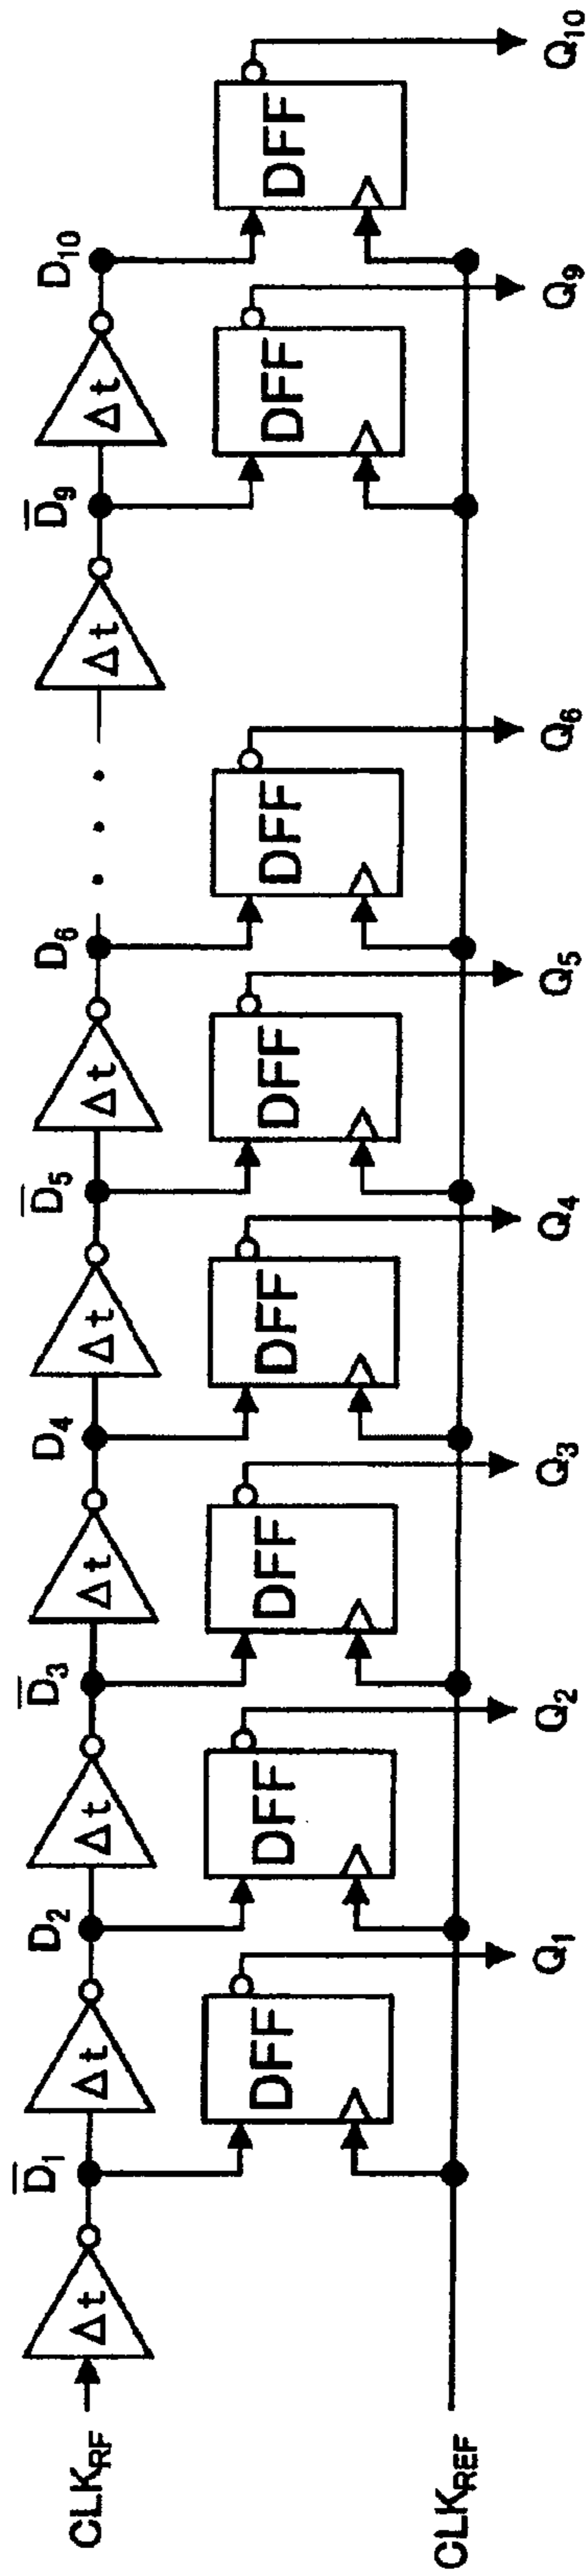 CLK_RF
Δt Δt Δt Δt Δt Δt Δt Δt
D̅₁ D₂ D̅₃ D₄ D̅₅ D₆ · · · D̅₉ D₁₀
DFF DFF DFF DFF DFF DFF DFF DFF
CLK_REF
Q₁ Q₂ Q₃ Q₄ Q₅ Q₆ Q₉ Q₁₀